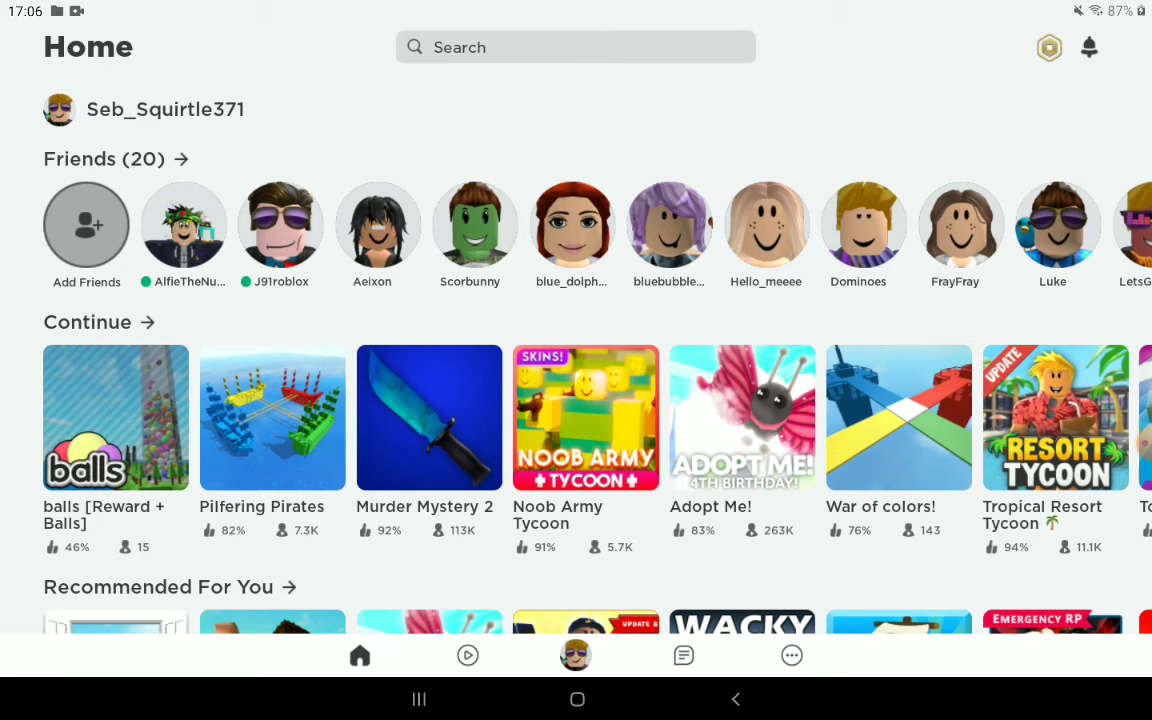 17:06
87%
Home
Search
Seb_Squirtle371
Friends (20) →
Add Friends
AlfieTheNu...
J91roblox
Aeixon
Scorbunny
blue_dolph...
bluebubble...
Hello_meeee
Dominoes
FrayFray
Luke
LetsG
Continue →
balls
SKINS!
NOOB ARMY
TYCOON
ADOPT ME!
4TH BIRTHDAY!
UPDATE
RESORT
TYCOON
balls [Reward +
Balls]
46% 15
Pilfering Pirates
82% 7.3K
Murder Mystery 2
92% 113K
Noob Army
Tycoon
91% 5.7K
Adopt Me!
83% 263K
War of colors!
76% 143
Tropical Resort
Tycoon 🌴
94% 11.1K
To
Recommended For You →
UPDATE 8
WACKY
EMERGENCY RP